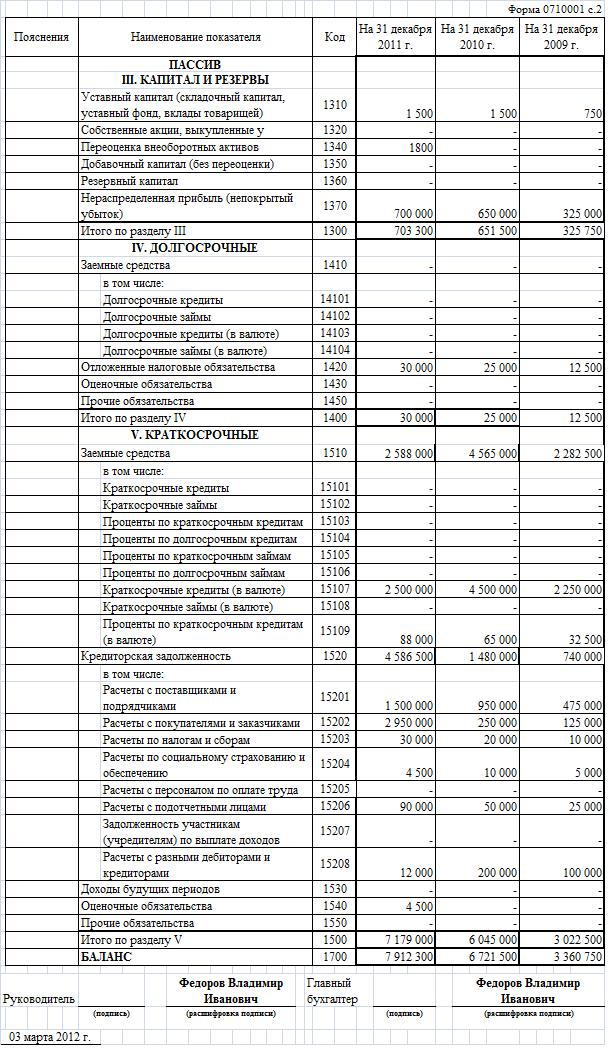 Форма 0710001 с.2
Пояснения Наименование показателя Код На 31 декабря 2011 г. На 31 декабря 2010 г. На 31 декабря 2009 г.
ПАССИВ
III. КАПИТАЛ И РЕЗЕРВЫ
Уставный капитал (складочный капитал,
уставный фонд, вклады товарищей) 1310 1 500 1 500 750
Собственные акции, выкупленные у 1320 - - -
Переоценка внеоборотных активов 1340 1800 - -
Добавочный капитал (без переоценки) 1350 - - -
Резервный капитал 1360 - - -
Нераспределенная прибыль (непокрытый
убыток) 1370 700 000 650 000 325 000
Итого по разделу III 1300 703 300 651 500 325 750
IV. ДОЛГОСРОЧНЫЕ
Заемные средства 1410 - - -
в том числе:
Долгосрочные кредиты 14101 - - -
Долгосрочные займы 14102 - - -
Долгосрочные кредиты (в валюте) 14103 - - -
Долгосрочные займы (в валюте) 14104 - - -
Отложенные налоговые обязательства 1420 30 000 25 000 12 500
Оценочные обязательства 1430 - - -
Прочие обязательства 1450 - - -
Итого по разделу IV 1400 30 000 25 000 12 500
V. КРАТКОСРОЧНЫЕ
Заемные средства 1510 2 588 000 4 565 000 2 282 500
в том числе:
Краткосрочные кредиты 15101 - - -
Краткосрочные займы 15102 - - -
Проценты по краткосрочным кредитам 15103 - - -
Проценты по долгосрочным кредитам 15104 - - -
Проценты по краткосрочным займам 15105 - - -
Проценты по долгосрочным займам 15106 - - -
Краткосрочные кредиты (в валюте) 15107 2 500 000 4 500 000 2 250 000
Краткосрочные займы (в валюте) 15108 - - -
Проценты по краткосрочным кредитам
(в валюте) 15109 88 000 65 000 32 500
Кредиторская задолженность 1520 4 586 500 1 480 000 740 000
в том числе:
Расчеты с поставщиками и
подрядчиками 15201 1 500 000 950 000 475 000
Расчеты с покупателями и заказчиками 15202 2 950 000 250 000 125 000
Расчеты по налогам и сборам 15203 30 000 20 000 10 000
Расчеты по социальному страхованию и
обеспечению 15204 4 500 10 000 5 000
Расчеты с персоналом по оплате труда 15205 - - -
Расчеты с подотчетными лицами 15206 90 000 50 000 25 000
Задолженность участникам
(учредителям) по выплате доходов 15207 - - -
Расчеты с разными дебиторами и
кредиторами 15208 12 000 200 000 100 000
Доходы будущих периодов 1530 - - -
Оценочные обязательства 1540 4 500 - -
Прочие обязательства 1550 - - -
Итого по разделу V 1500 7 179 000 6 045 000 3 022 500
БАЛАНС 1700 7 912 300 6 721 500 3 360 750
Руководитель Федоров Владимир Иванович Главный бухгалтер Федоров Владимир Иванович
(подпись) (расшифровка подписи) (подпись) (расшифровка подписи)
03 марта 2012 г.